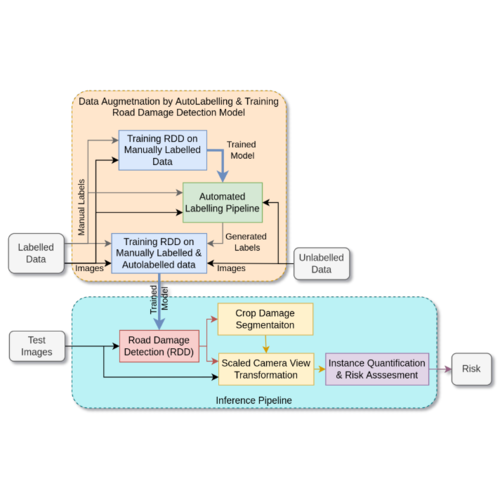 Data Augmetnation by AutoLabelling & Training
Road Damage Detection Model
Training RDD on
Manually Labelled
Data
Trained
Model
Manual Labels
Automated
Labelling Pipeline
Generated
Labels
Labelled
Data
Images
Training RDD on
Manually Labelled &
Autolabelled data
Images
Unlabelled
Data
Trained
Model
Crop Damage
Segmentaiton
Test
Images
Road Damage
Detection (RDD)
Scaled Camera View
Transformation
Instance Quantification
& Risk Asssesment
Risk
Inference Pipeline